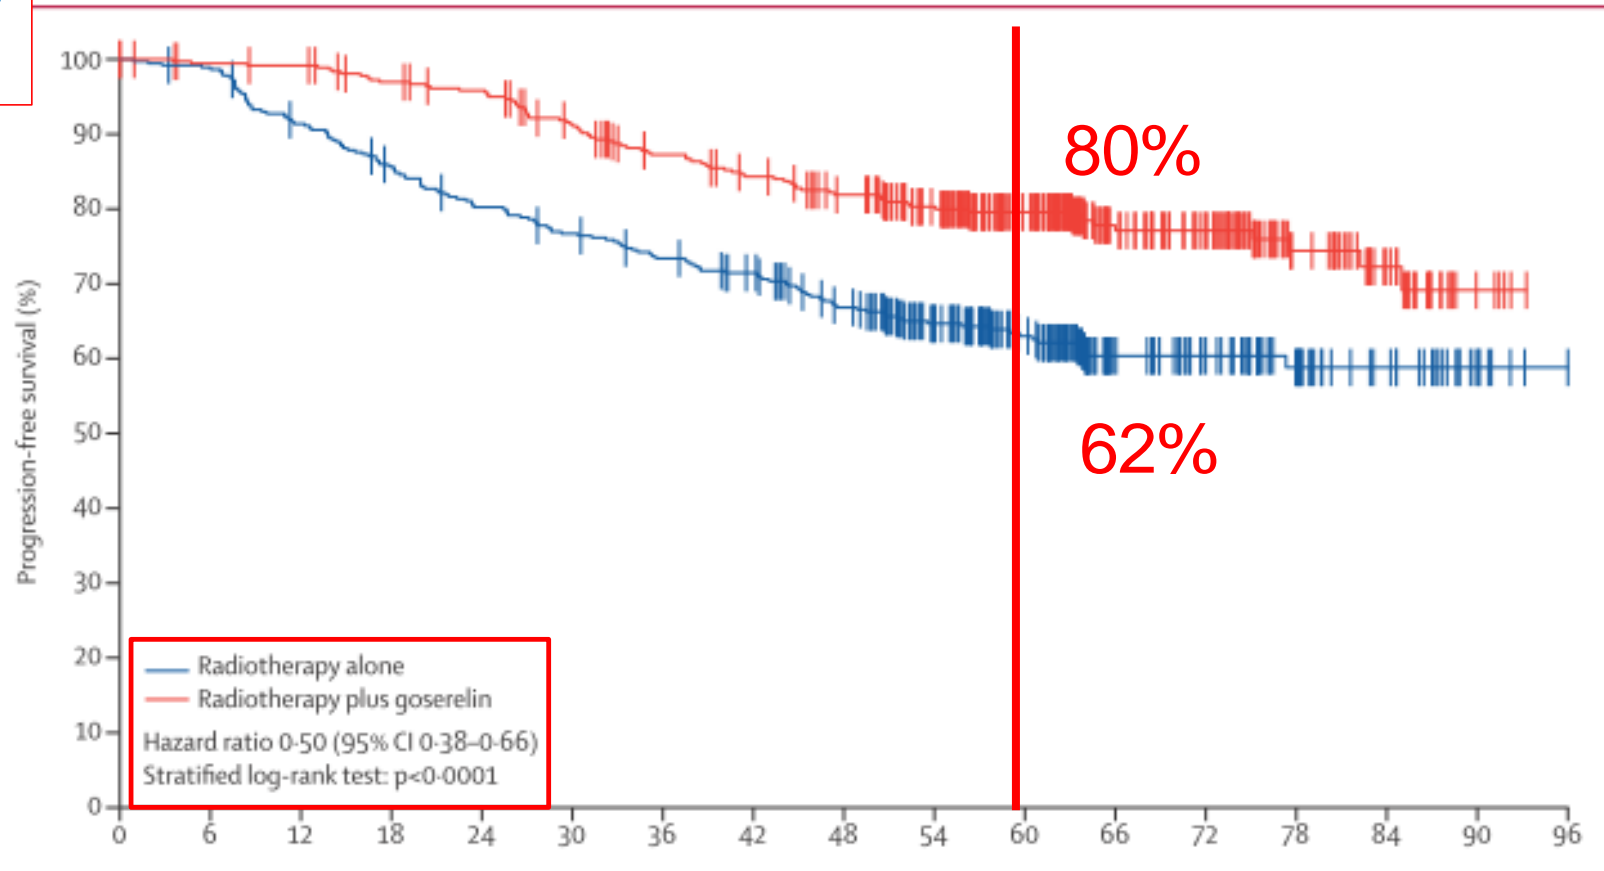 Progression-free survival (%)
100
90
80
70
60
50
40
30
20
10
0
80%
62%
Radiotherapy alone
Radiotherapy plus goserelin
Hazard ratio 0·50 (95% CI 0·38–0·66)
Stratified log-rank test: p<0·0001
0 6 12 18 24 30 36 42 48 54 60 66 72 78 84 90 96